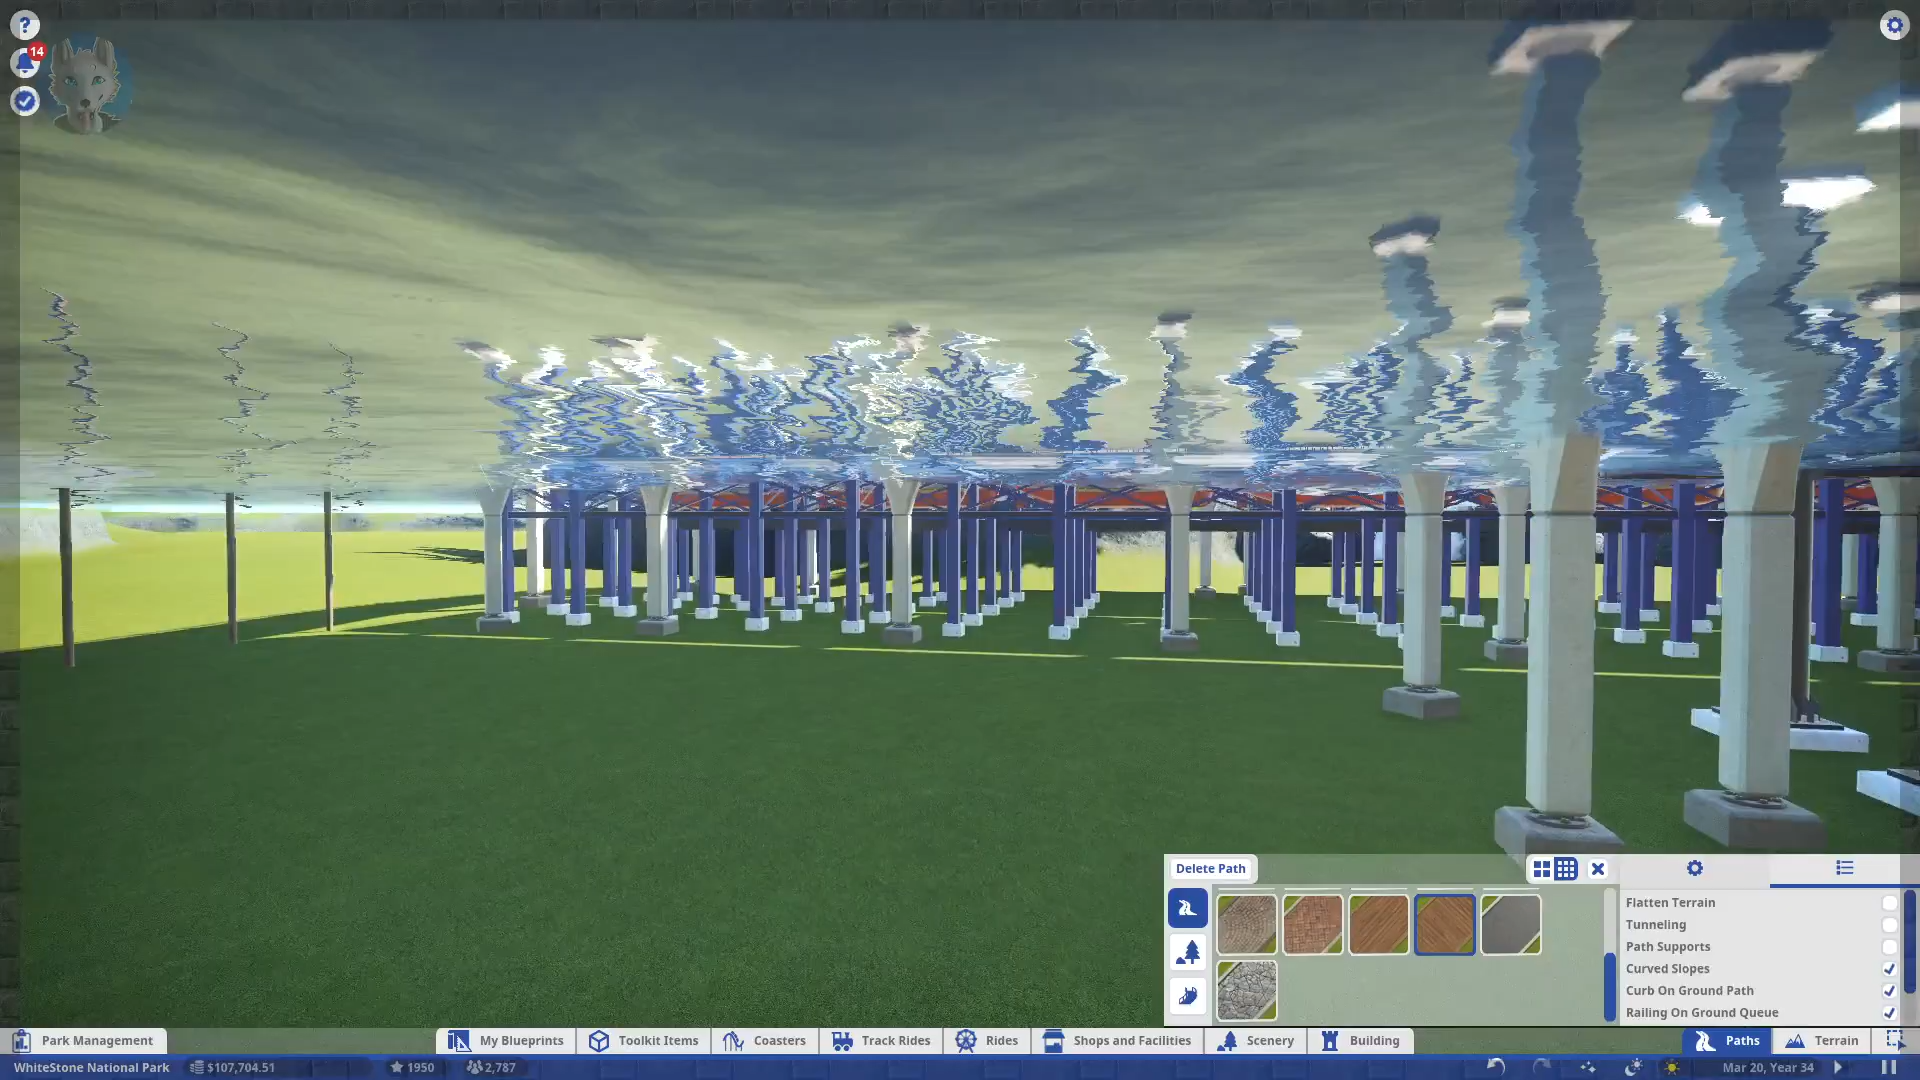 ?
14
Delete Path
Flatten Terrain
Tunneling
Path Supports
Curved Slopes
Curb On Ground Path
Railing On Ground Queue
Park Management
My Blueprints
Toolkit Items
Coasters
Track Rides
Rides
Shops and Facilities
Scenery
Building
Paths
Terrain
WhiteStone National Park
$107,704.51
1950
2,787
Mar 20, Year 34